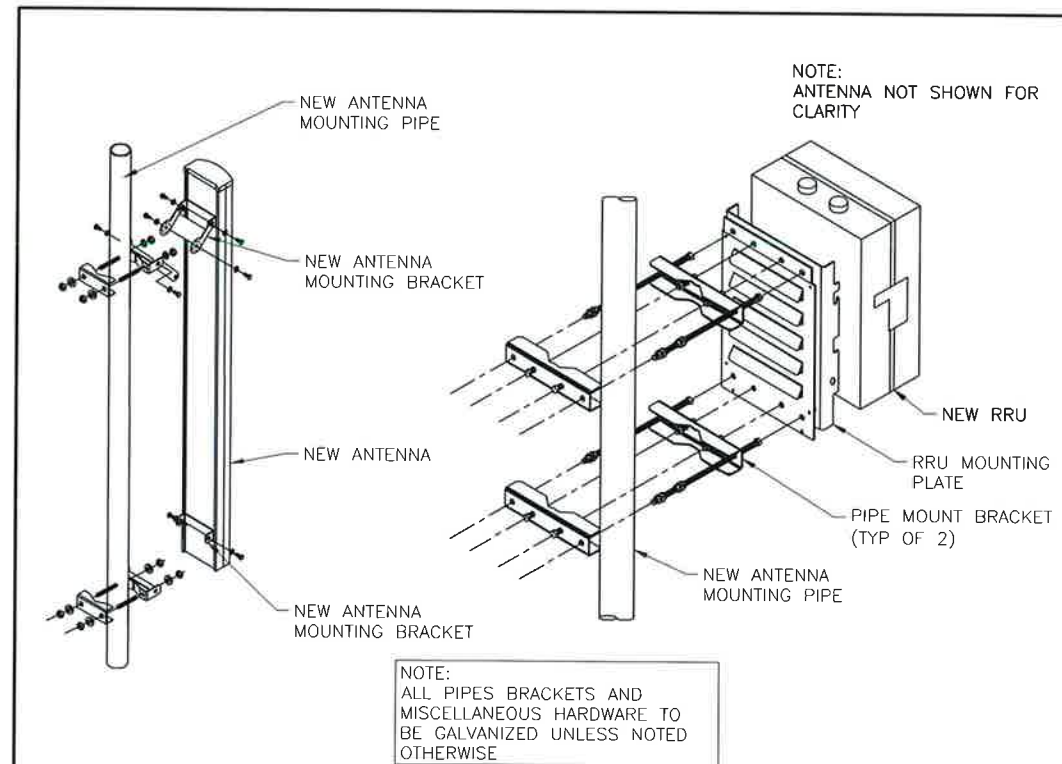 NEW ANTENNA
MOUNTING PIPE
NEW ANTENNA
MOUNTING BRACKET
NEW ANTENNA
NEW ANTENNA
MOUNTING BRACKET
NOTE:
ANTENNA NOT SHOWN FOR
CLARITY
NEW RRU
RRU MOUNTING
PLATE
PIPE MOUNT BRACKET
(TYP OF 2)
NEW ANTENNA
MOUNTING PIPE
NOTE:
ALL PIPES BRACKETS AND
MISCELLANEOUS HARDWARE TO
BE GALVANIZED UNLESS NOTED
OTHERWISE